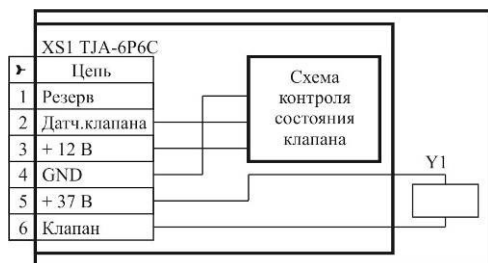 XS1 TJA-6P6C
Цепь
1 Резерв
2 Датч.клапана
3 + 12 В
4 GND
5 + 37 В
6 Клапан
Схема
контроля
состояния
клапана
Y1